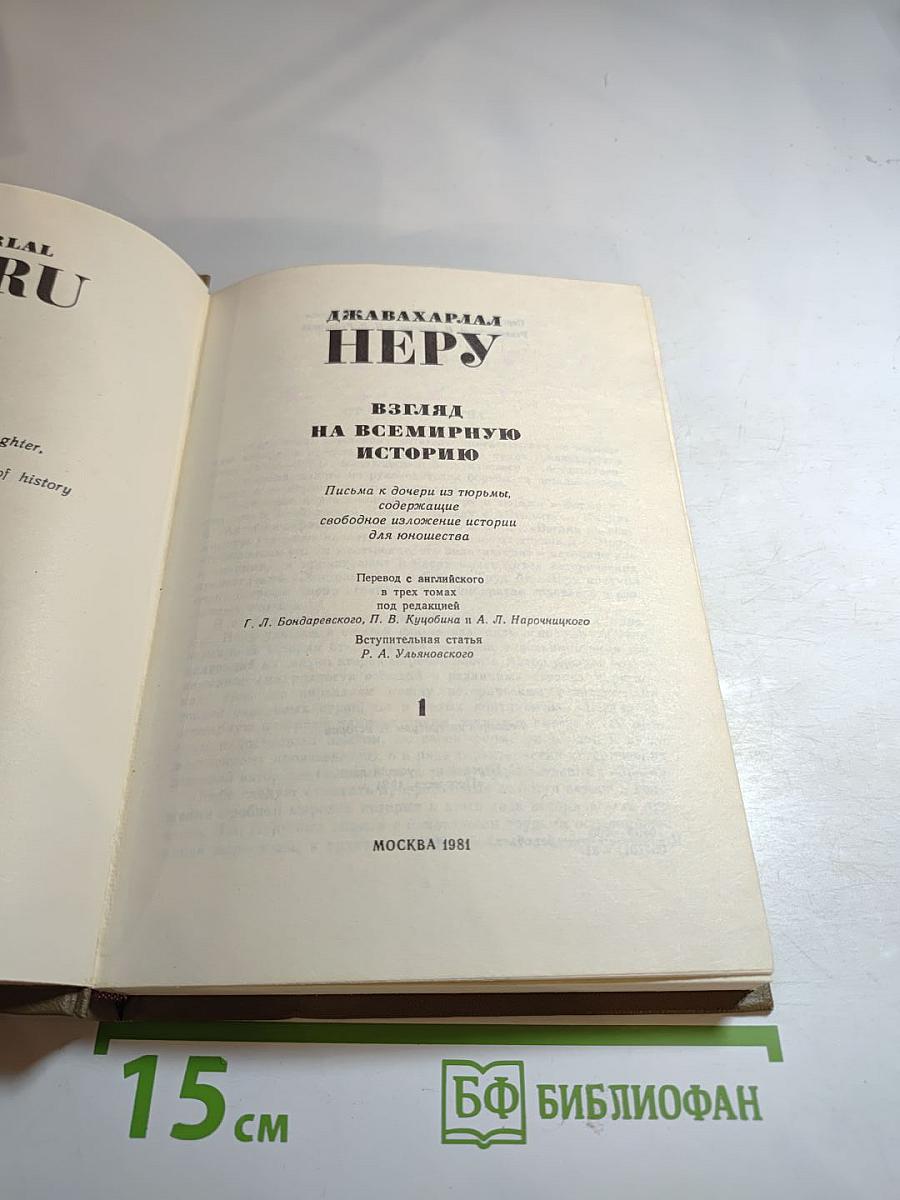 RLAL
RU
ghter,
of history
ДЖАВАХАРЛАЛ
НЕРУ
ВЗГЛЯД
НА ВСЕМИРНУЮ
ИСТОРИЮ
Письма к дочери из тюрьмы,
содержащие
свободное изложение истории
для юношества
Перевод с английского
в трех томах
под редакцией
Г. Л. Бондаревского, П. В. Куцобина и А. Л. Нарочницкого
Вступительная статья
Р. А. Ульяновского
1
МОСКВА 1981
15 см
БФ БИБЛИОФАН